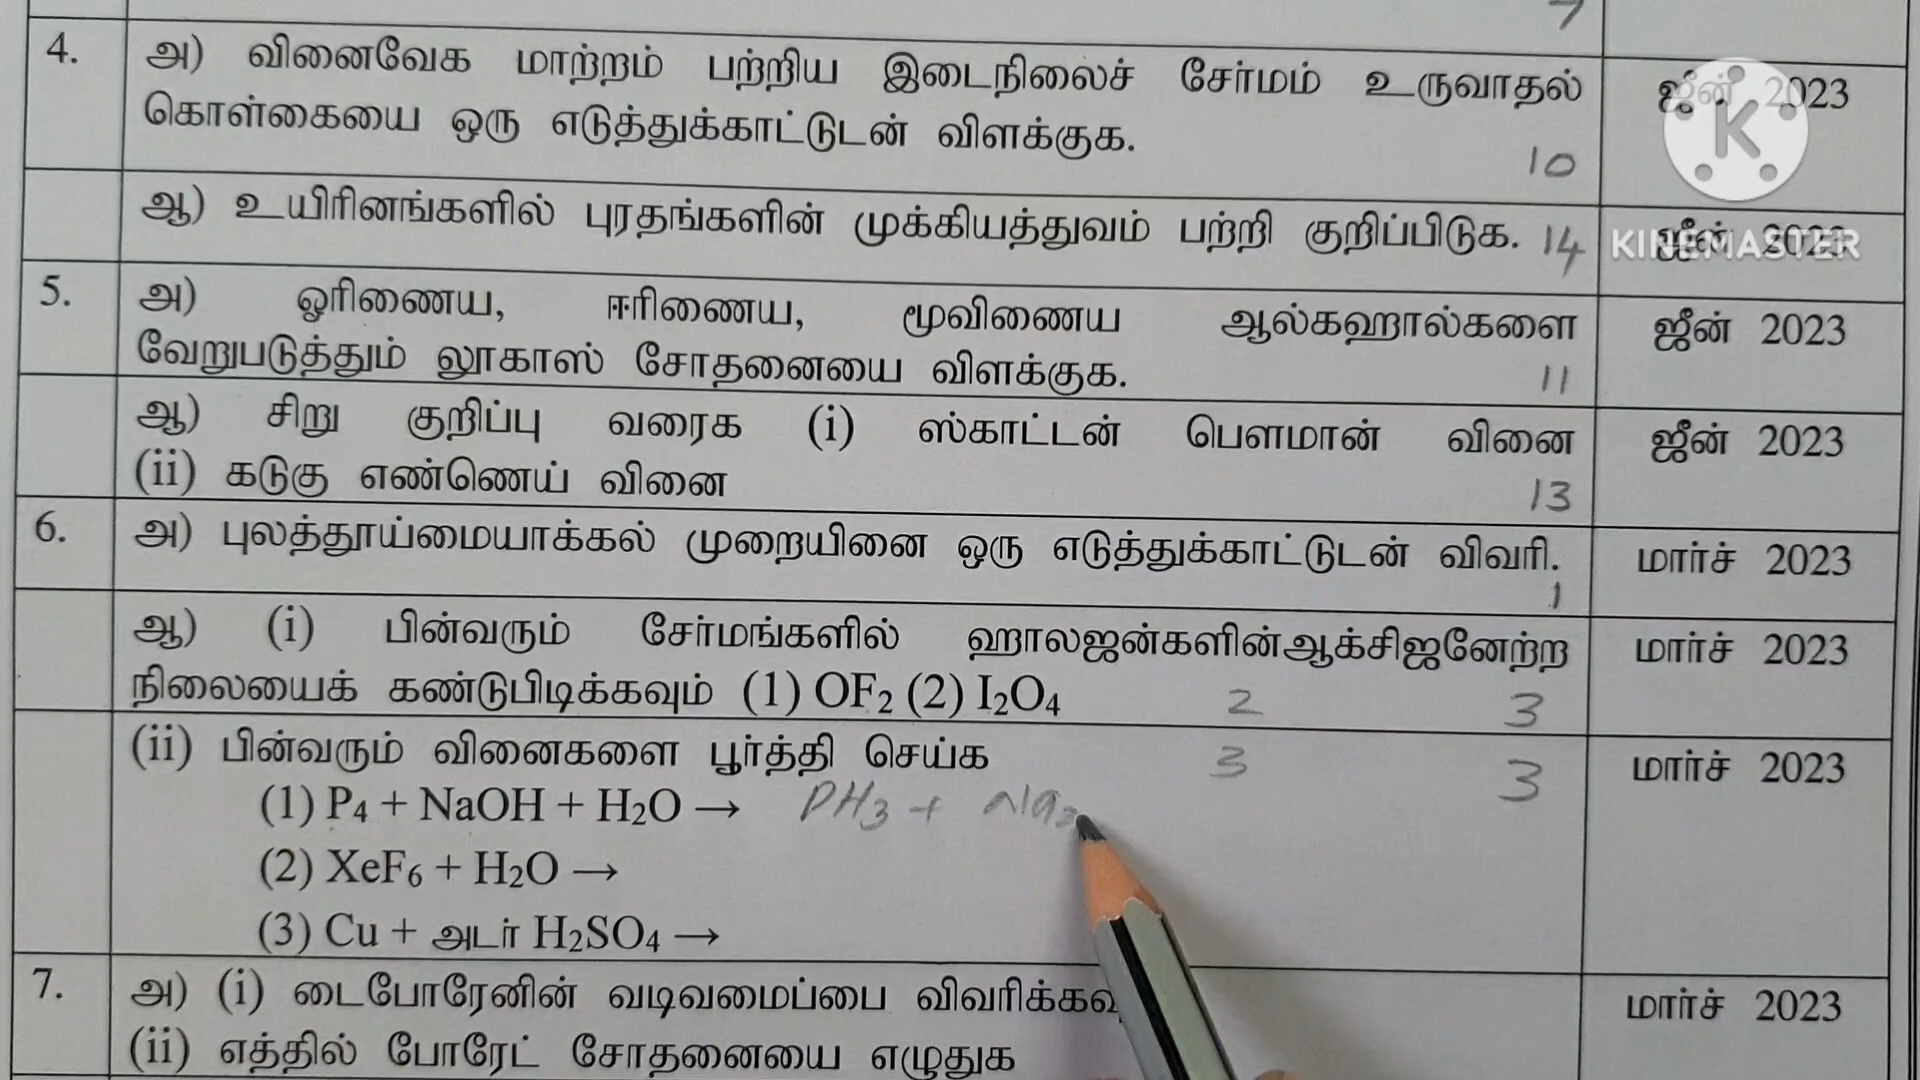 7
4. அ) வினைவேக மாற்றம் பற்றிய இடைநிலைச் சேர்மம் உருவாதல் ஜீன் 2023
கொள்கையை ஒரு எடுத்துக்காட்டுடன் விளக்குக. 10
ஆ) உயிரினங்களில் புரதங்களின் முக்கியத்துவம் பற்றி குறிப்பிடுக. 14 ஜீன் 2023
K
KINEMASTER
5. அ) ஓரிணைய, ஈரிணைய, மூவிணைய ஆல்கஹால்களை ஜீன் 2023
வேறுபடுத்தும் லூகாஸ் சோதனையை விளக்குக. 11
ஆ) சிறு குறிப்பு வரைக (i) ஸ்காட்டன் பௌமான் வினை ஜீன் 2023
(ii) கடுகு எண்ணெய் வினை 13
6. அ) புலத்தூய்மையாக்கல் முறையினை ஒரு எடுத்துக்காட்டுடன் விவரி. மார்ச் 2023
1
ஆ) (i) பின்வரும் சேர்மங்களில் ஹாலஜன்களின்ஆக்சிஜனேற்ற மார்ச் 2023
நிலையைக் கண்டுபிடிக்கவும் (1) OF₂ (2) I₂O₄ 2 3
(ii) பின்வரும் வினைகளை பூர்த்தி செய்க 3 3 மார்ச் 2023
(1) P₄ + NaOH + H₂O → PH₃ + Na
(2) XeF₆ + H₂O →
(3) Cu + அடர் H₂SO₄ →
7. அ) (i) டைபோரேனின் வடிவமைப்பை மார்ச் 2023
(ii) எத்தில் போரேட் சோதனையை எழுதுக